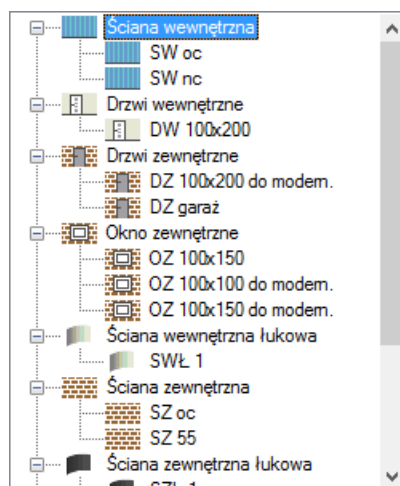 Ściana wewnętrzna
SW oc
SW nc
Drzwi wewnętrzne
DW 100x200
Drzwi zewnętrzne
DZ 100x200 do modern.
DZ garaż
Okno zewnętrzne
OZ 100x150
OZ 100x100 do modern.
OZ 100x150 do modern.
Ściana wewnętrzna łukowa
SWŁ 1
Ściana zewnętrzna
SZ oc
SZ 55
Ściana zewnętrzna łukowa
SZŁ 1